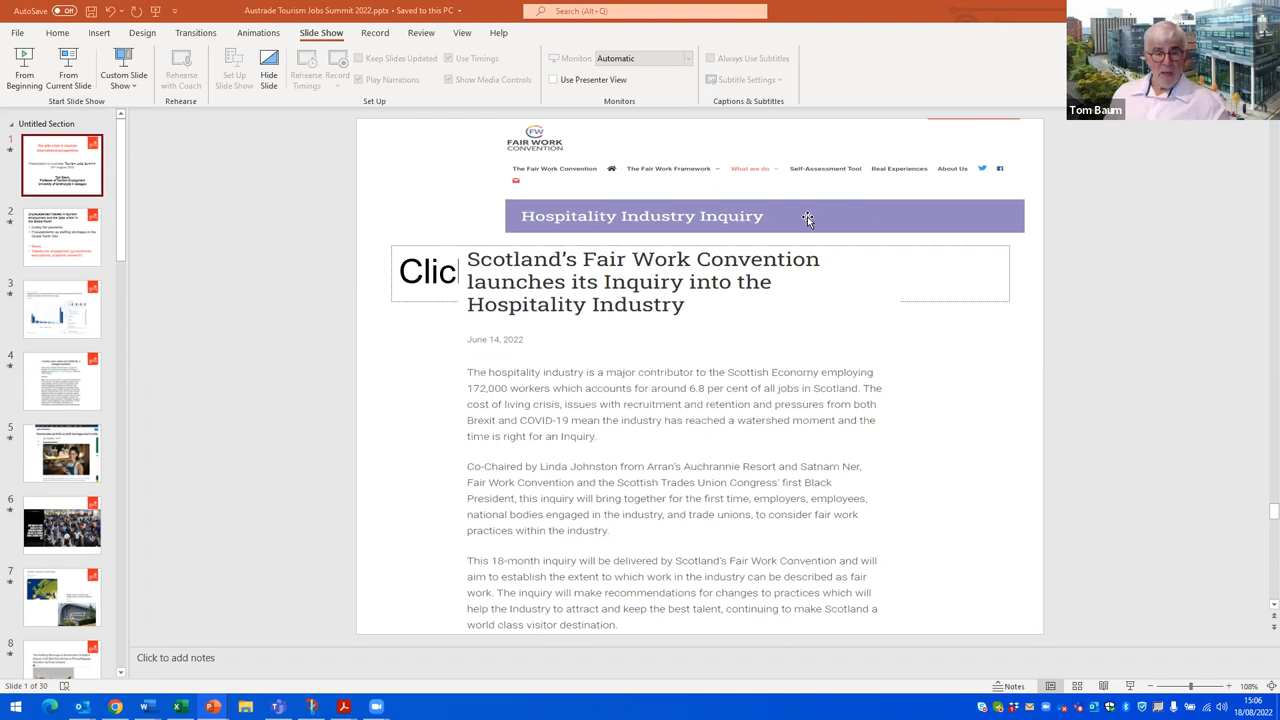 AutoSave Off
Austrade Tourism Jobs Summit 2022.pptx • Saved to this PC
Search (Alt+Q)
File Home Insert Design Transitions Animations Slide Show Record Review View Help
From Beginning
From Current Slide
Custom Slide Show
Rehearse with Coach
Set Up Slide Show
Hide Slide
Rehearse Timings
Record
Keep Slides Updated
Play Narrations
Use Timings
Show Media Controls
Monitor: Automatic
Use Presenter View
Always Use Subtitles
Subtitle Settings
Start Slide Show Rehearse Set Up Monitors Captions & Subtitles
Tom Baum
Untitled Section
1
2
3
4
5
6
7
8
FW
FAIR WORK
CONVENTION
The Fair Work Convention The Fair Work Framework What we do Self-Assessment Tool Real Experiences About Us
Hospitality Industry Inquiry
Clic
Scotland's Fair Work Convention
launches its Inquiry into the
Hospitality Industry
June 14, 2022
The hospitality industry is a major contributor to the Scottish Economy employing
workers which accounts for around 6.8 per cent of all jobs in Scotland. The
cost of living crisis, issues with recruitment and retention and pressures from both
Brexit and COVID-19 mean the industry has reached a watershed moment and the
time is right for an Inquiry.
Co-Chaired by Linda Johnston from Arran's Auchrannie Resort and Satnam Ner,
Fair Work Convention and the Scottish Trades Union Congress' first Black
President, this inquiry will bring together for the first time, employers, employees,
national bodies engaged in the industry, and trade unions, to consider fair work
practices within the industry.
This 18-month inquiry will be delivered by Scotland's Fair Work Convention and will
aim to establish the extent to which work in the industry can be described as fair
work. The inquiry will make recommendations for changes to practices which will
help the Industry to attract and keep the best talent, continuing to make Scotland a
world class visitor destination.
Click to add notes
Slide 1 of 30
Notes
108%
15:06
18/08/2022